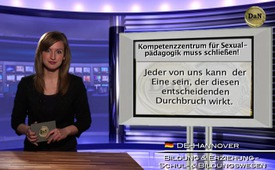 DaN
Kompetenzzentrum für Sexual-
pädagogik muss schließen!
Jeder von uns kann der
Eine sein, der diesen
entscheidenden
Durchbruch wirkt.
DE-HANNOVER
BILDUNG & ERZIEHUNG -
SCHUL- & BILDUNGSWESEN